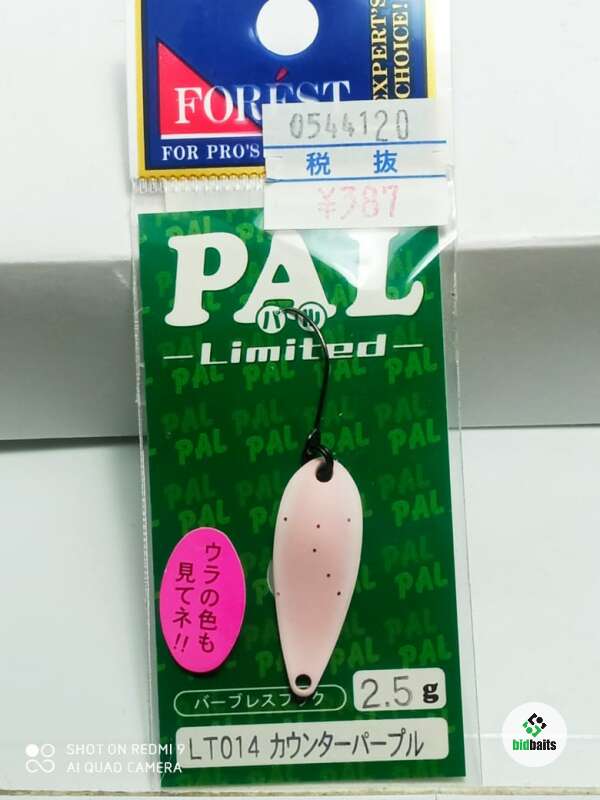 EXPERT'S CHOICE!
FORÉST
FOR PRO'S
0544120
税 抜
¥387
PAL
パル
Limited
ウラの色も
見てネ!!
バーブレスフック
2.5g
LT014 カウンターパープル
SHOT ON REDMI 9
AI QUAD CAMERA
bidbaits